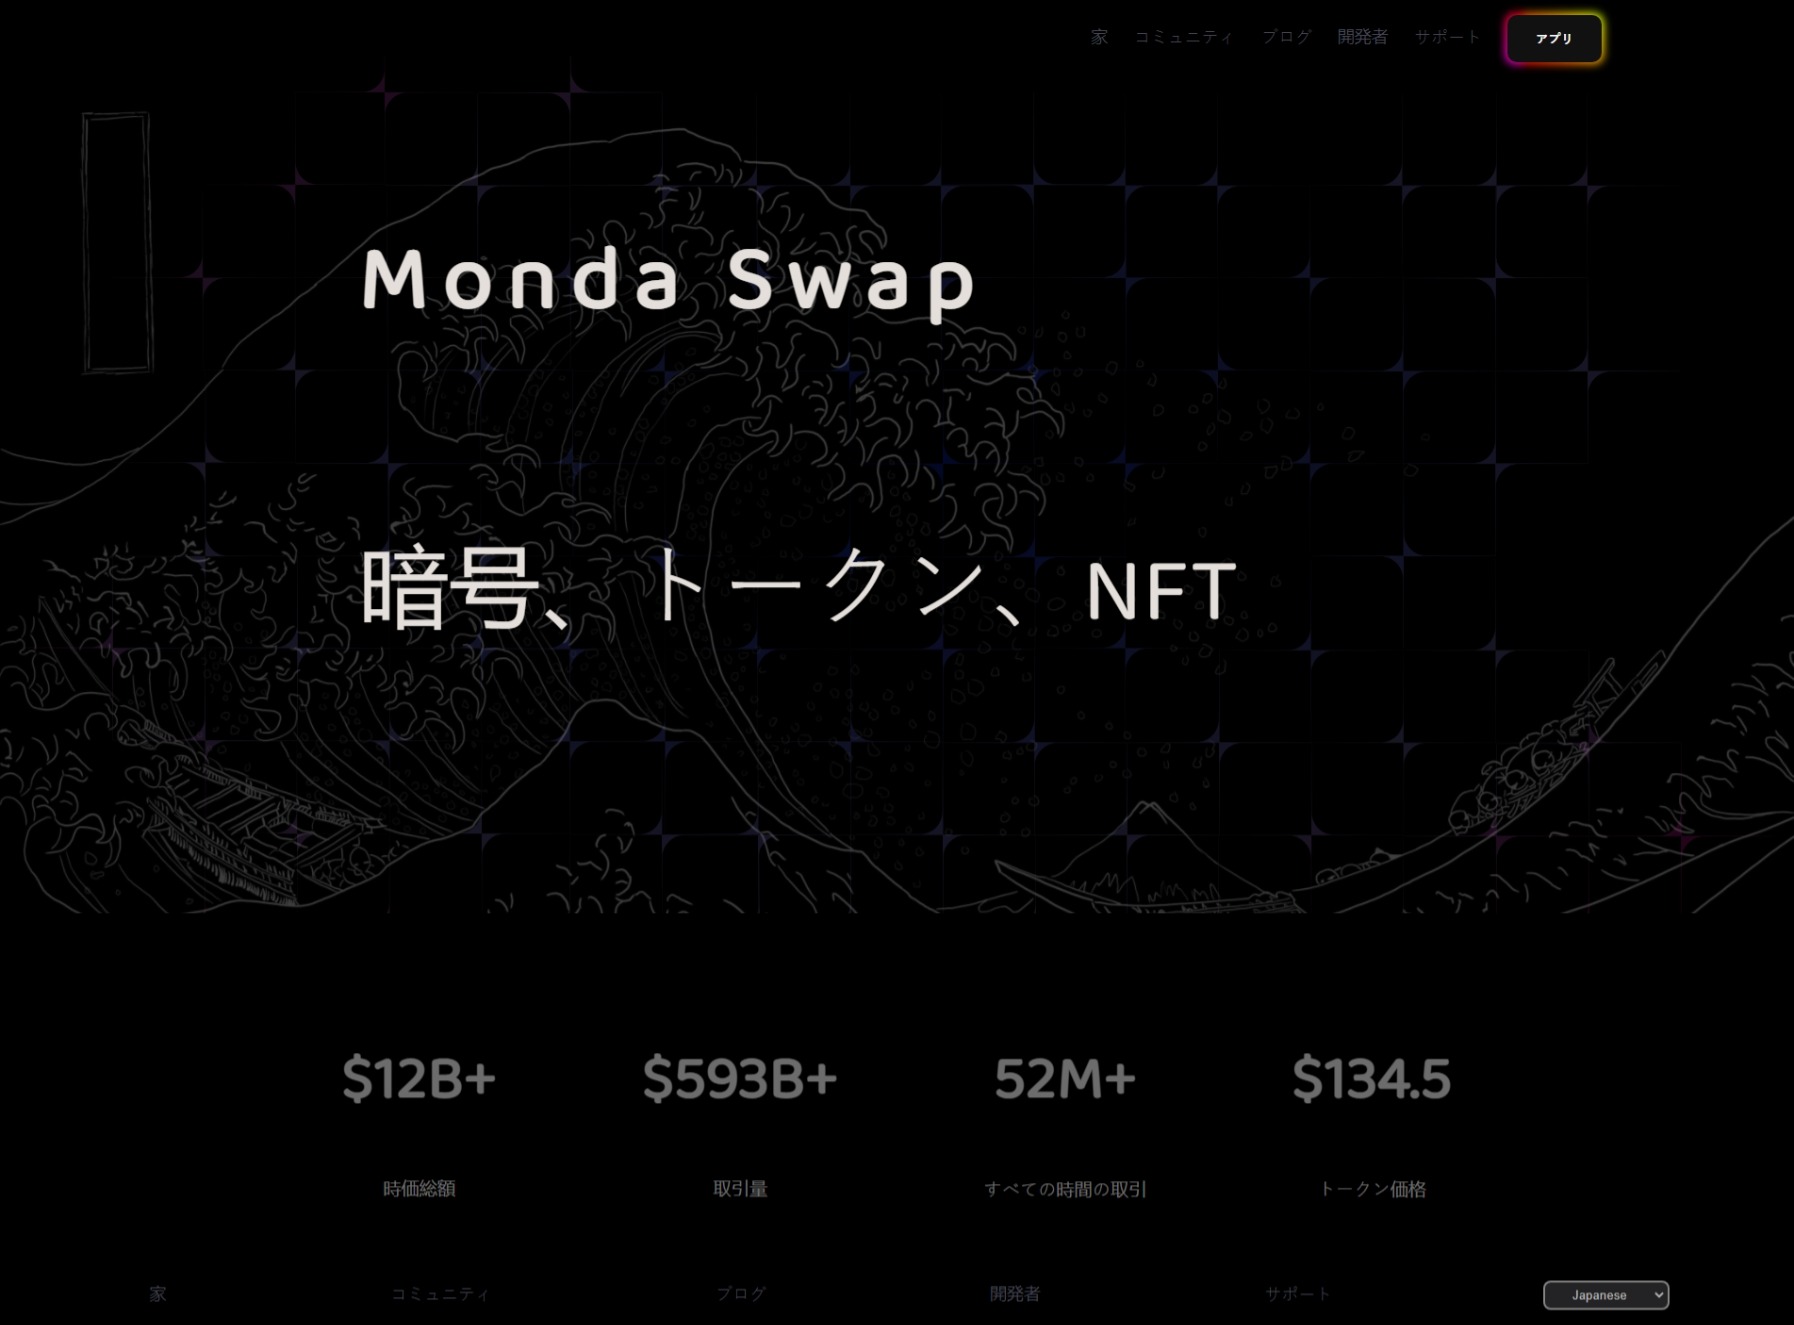 家 コミュニティ ブログ 開発者 サポート アプリ
Monda Swap
暗号、トークン、NFT
$12B+ $593B+ 52M+ $134.5
時価総額 取引量 すべての時間の取引 トークン価格
家 コミュニティ ブログ 開発者 サポート Japanese